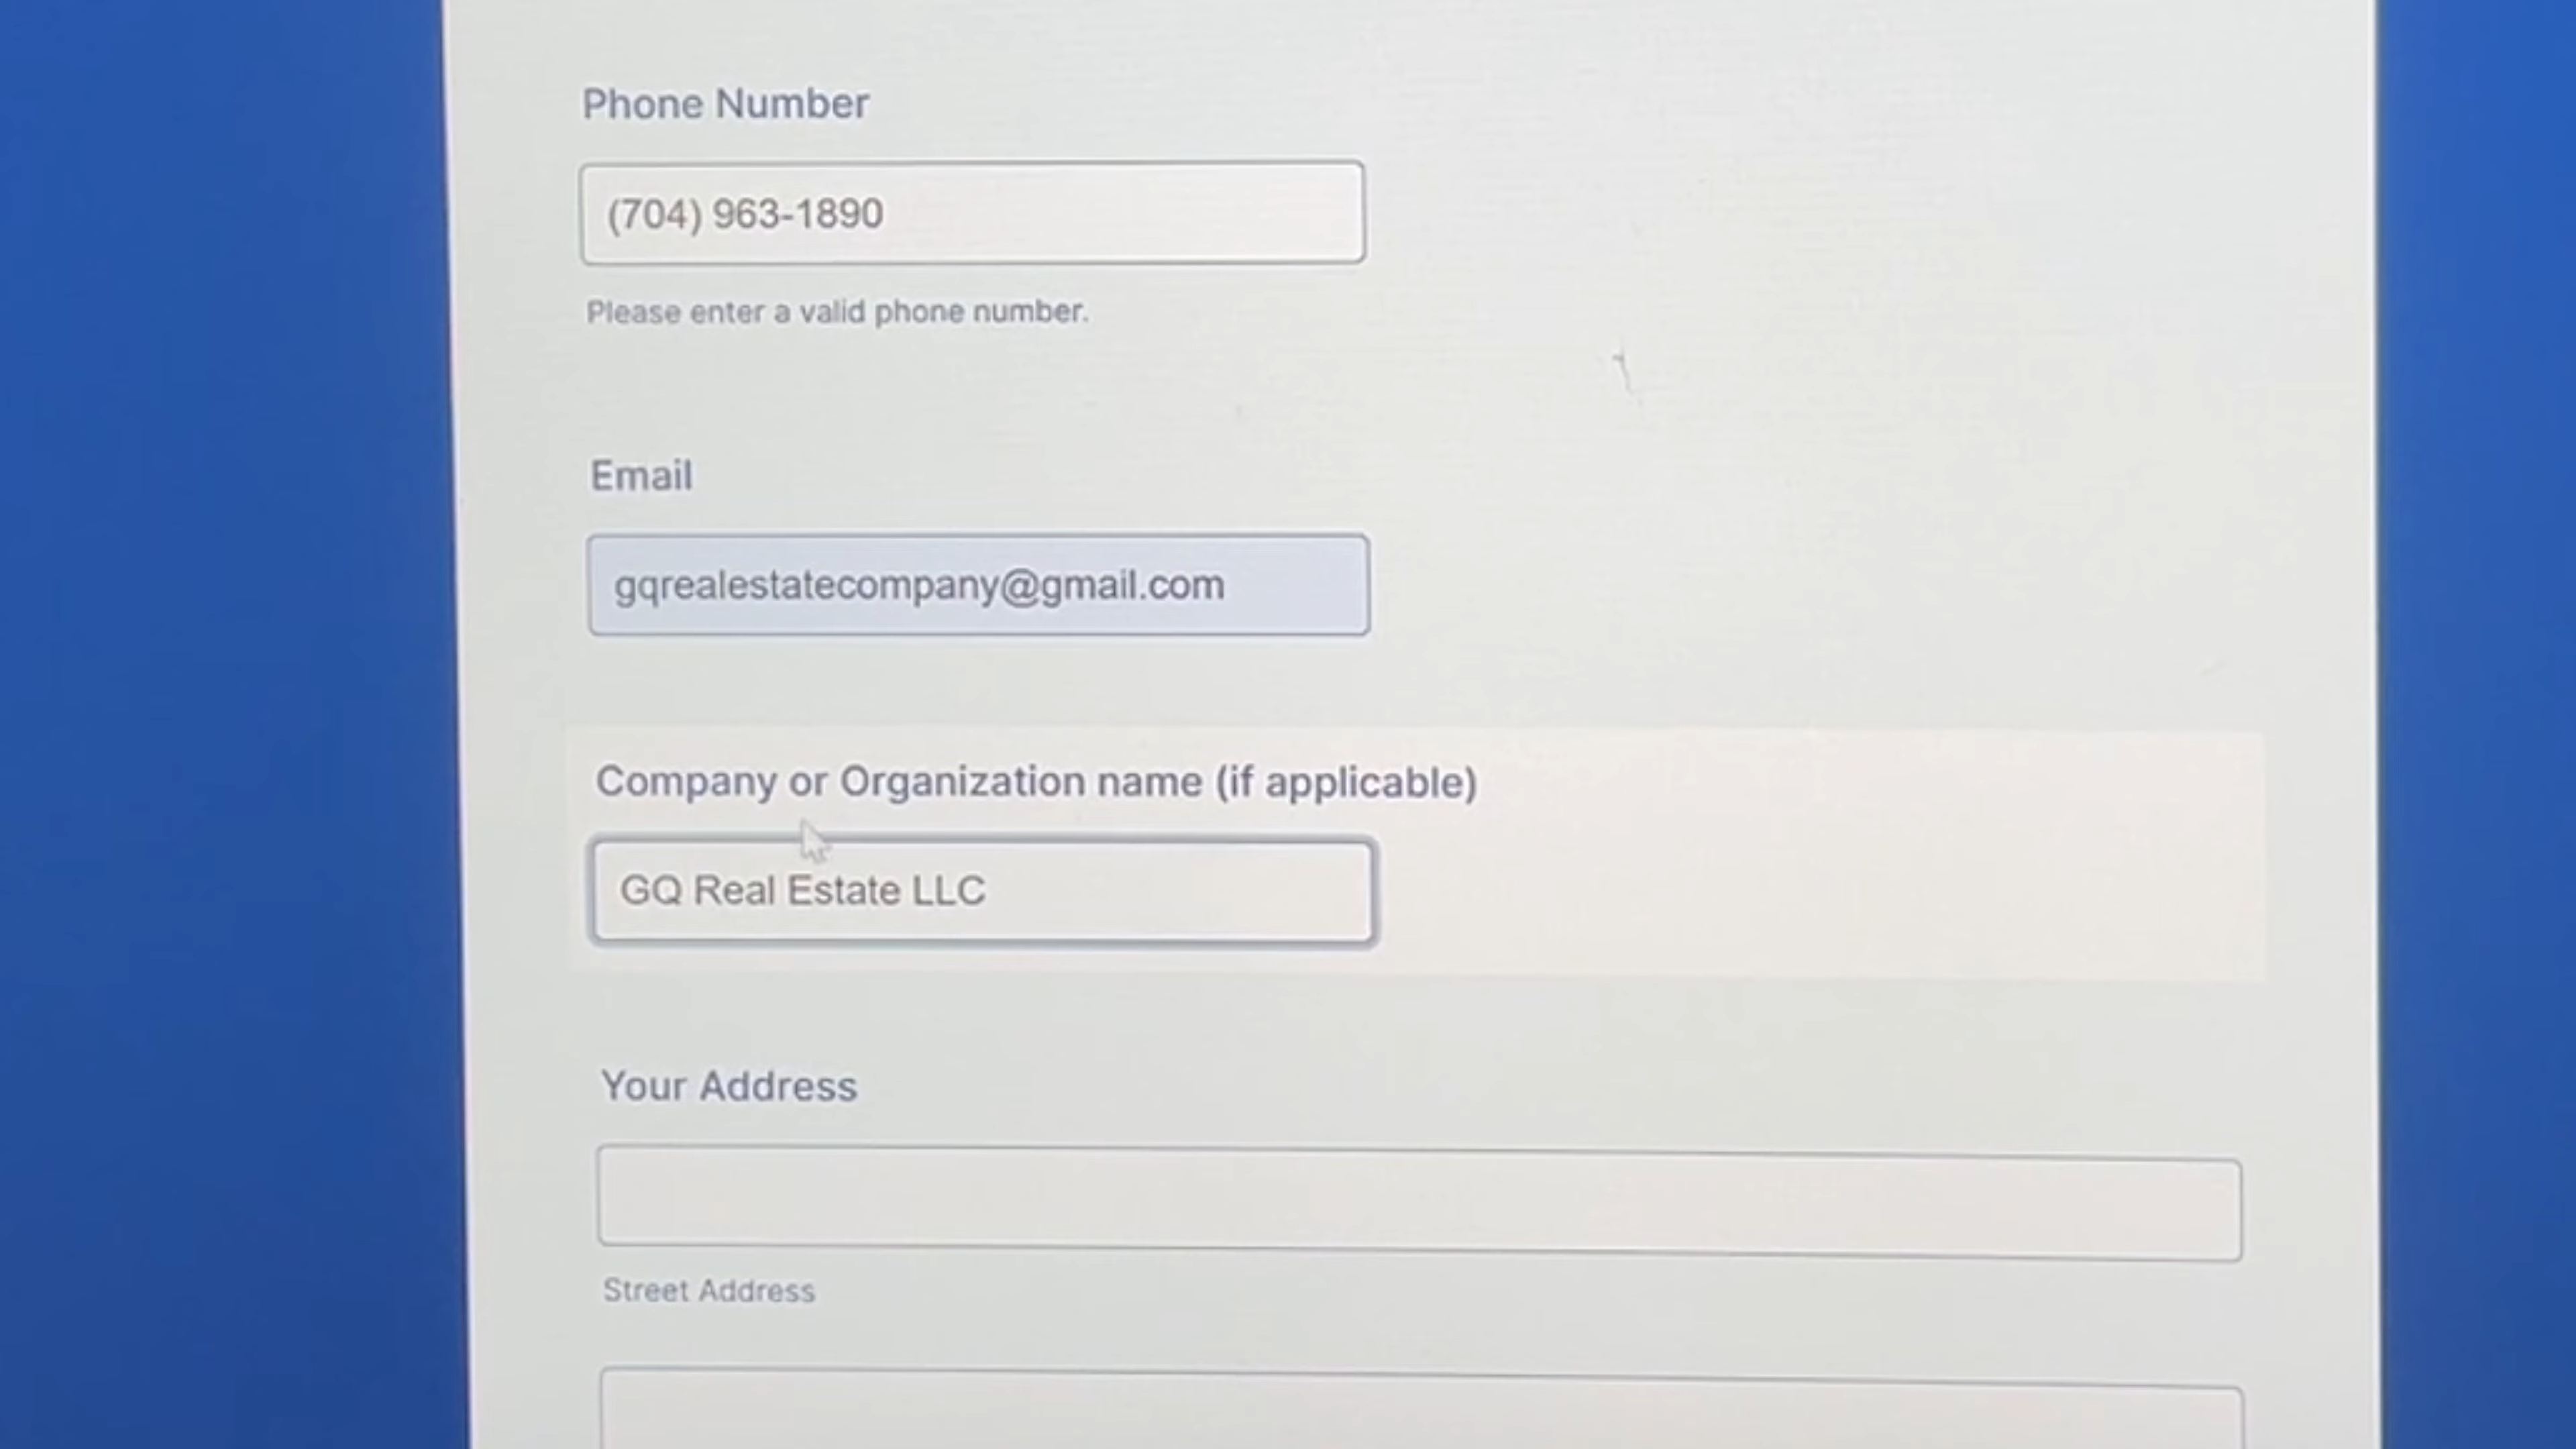 Phone Number
(704) 963-1890
Please enter a valid phone number.
Email
gqrealestatecompany@gmail.com
Company or Organization name (if applicable)
GQ Real Estate LLC
Your Address
Street Address